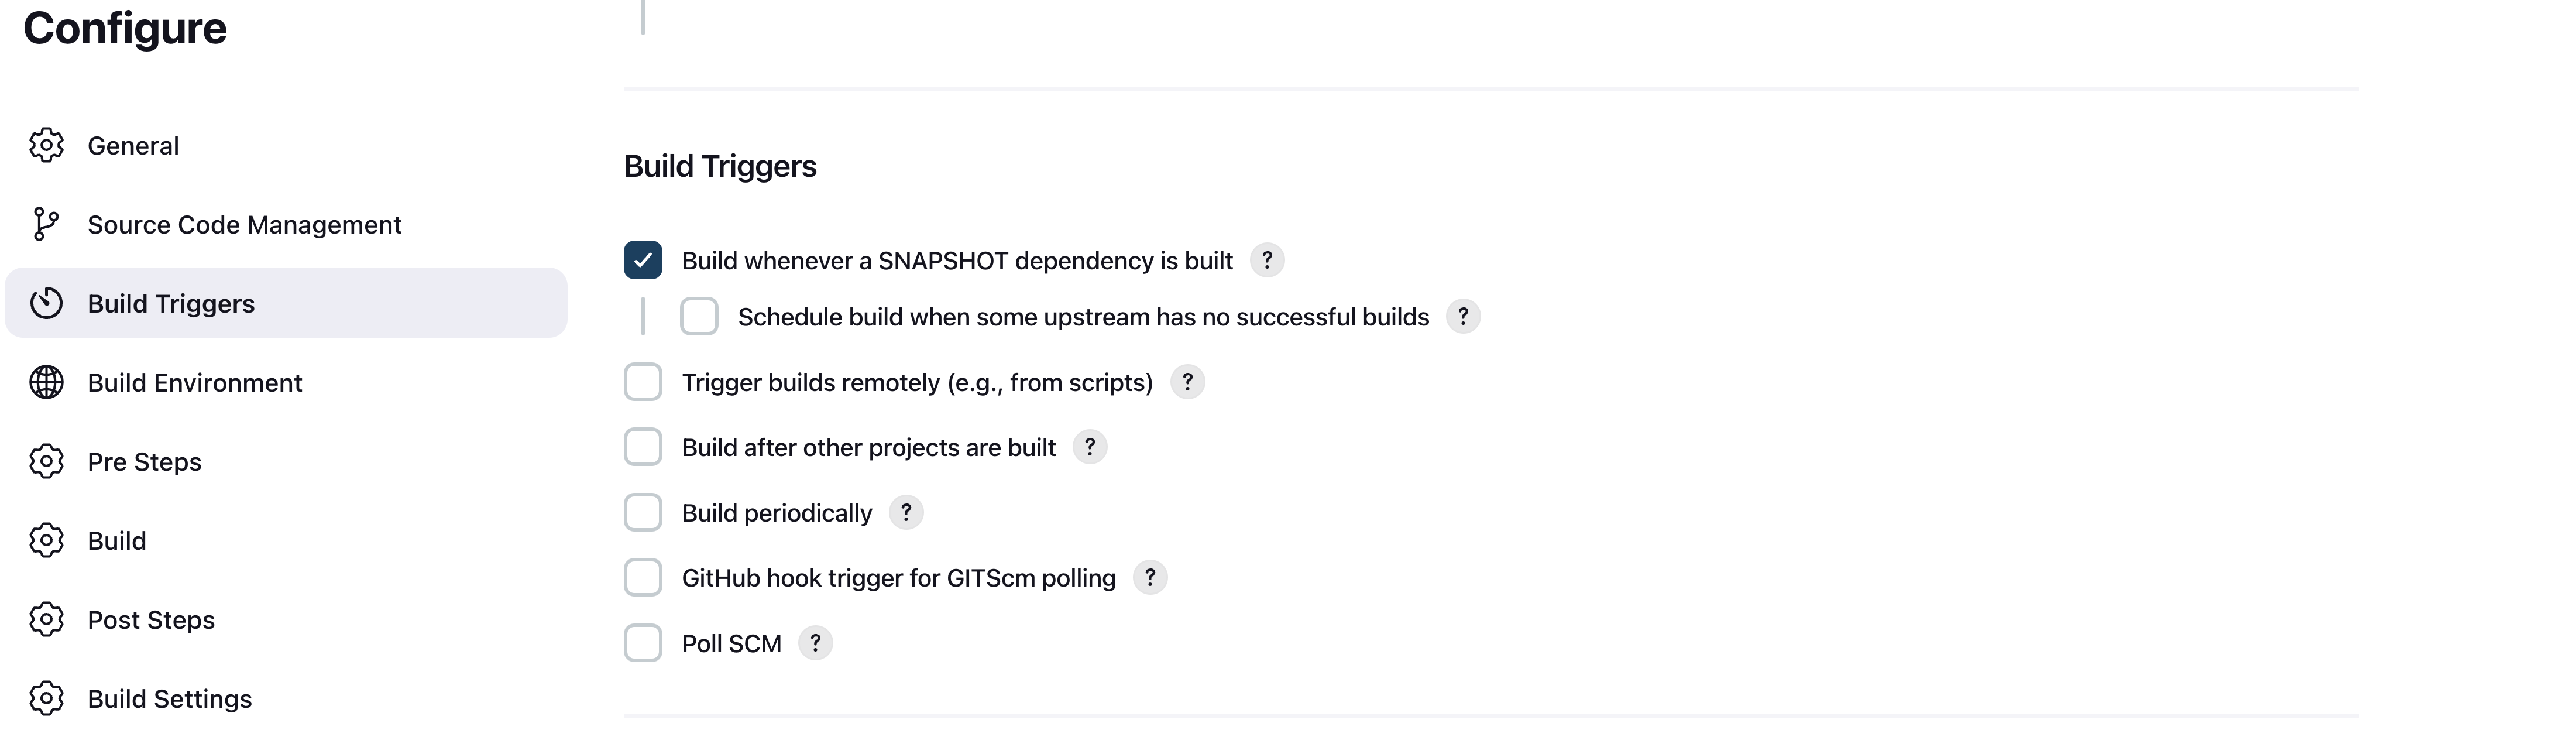 Configure
General
Source Code Management
Build Triggers
Build Environment
Pre Steps
Build
Post Steps
Build Settings
Build Triggers
Build whenever a SNAPSHOT dependency is built ?
Schedule build when some upstream has no successful builds ?
Trigger builds remotely (e.g., from scripts) ?
Build after other projects are built ?
Build periodically ?
GitHub hook trigger for GITScm polling ?
Poll SCM ?